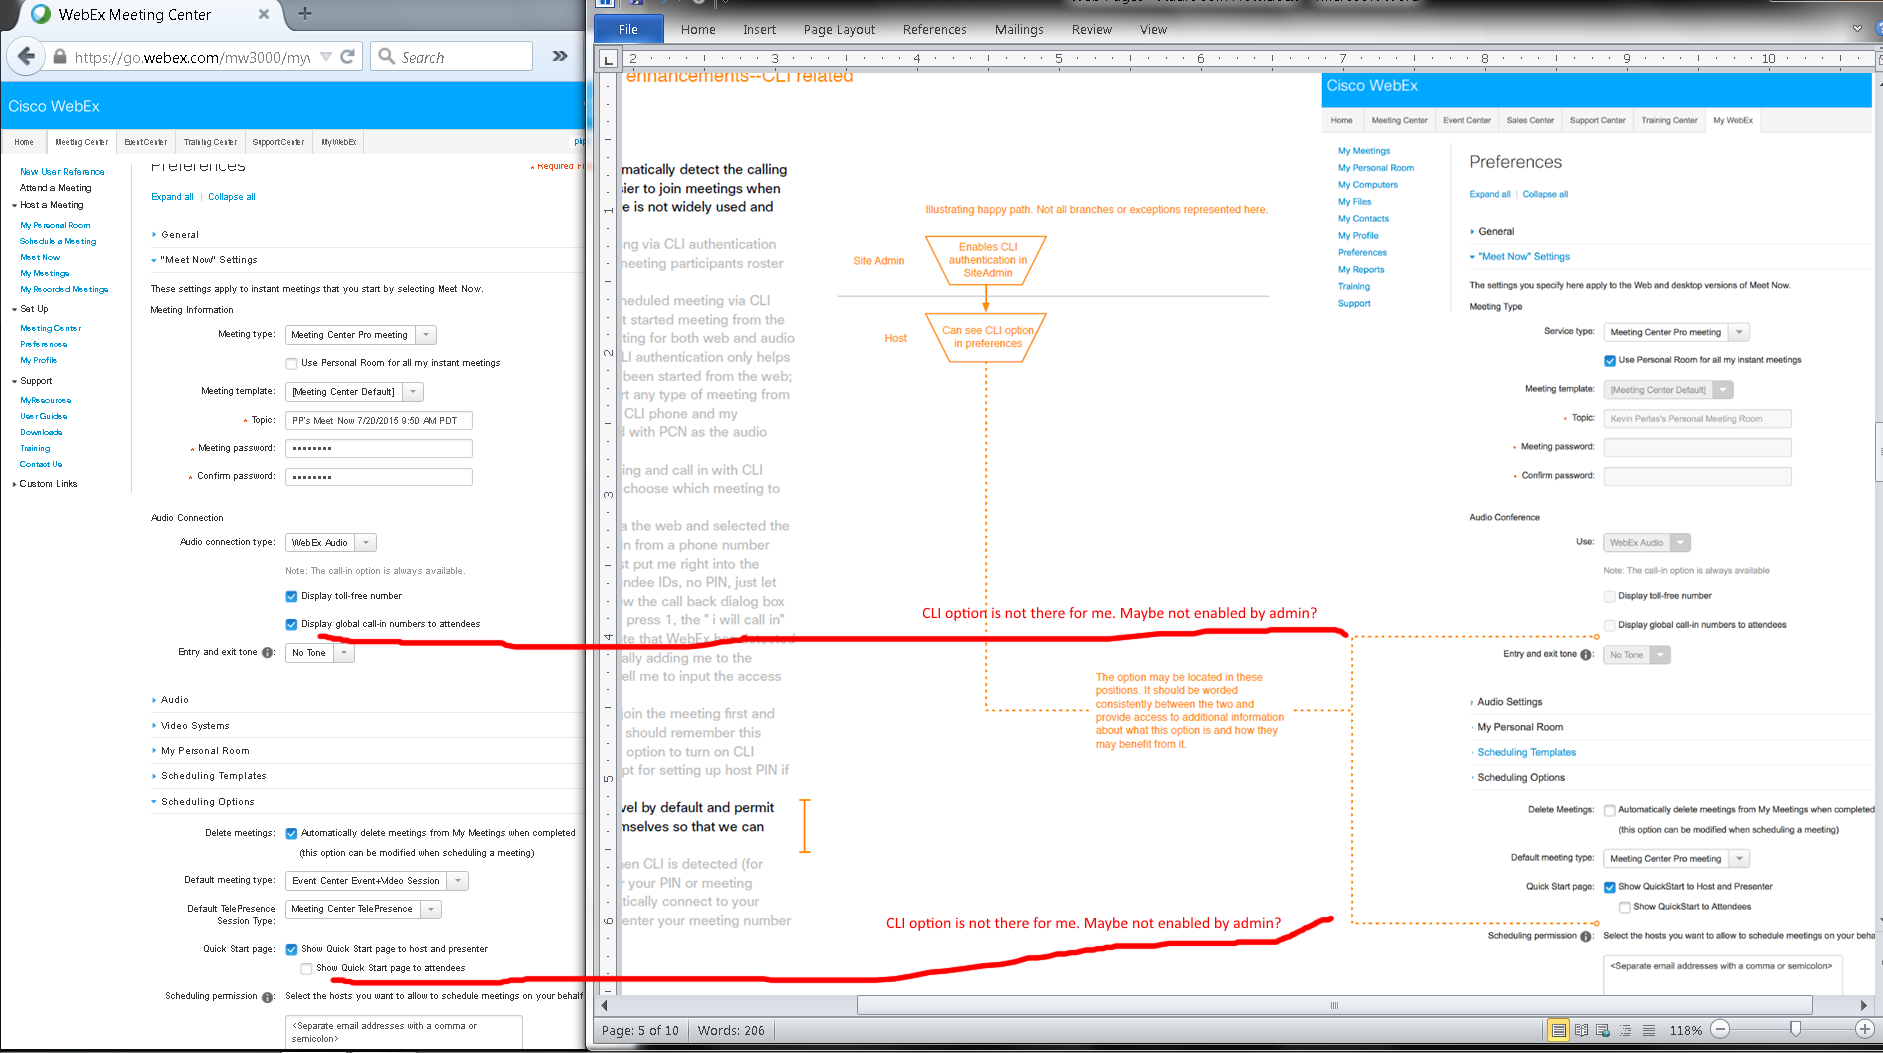 WebEx Meeting Center
https://go.webex.com/mw3000/myw
Search
Cisco WebEx
Home
Meeting Center
Event Center
Training Center
Support Center
My WebEx
New User Reference
Attend a Meeting
Host a Meeting
My Personal Room
Schedule a Meeting
Meet Now
My Meetings
My Recorded Meetings
Set Up
Meeting Center
Preferences
My Profile
Support
MyResources
User Guides
Downloads
Training
Contact Us
Custom Links
Preferences
* Required Fi
Expand all | Collapse all
General
"Meet Now" Settings
These settings apply to instant meetings that you start by selecting Meet Now.
Meeting Information
Meeting type: Meeting Center Pro meeting
Use Personal Room for all my instant meetings
Meeting template: [Meeting Center Default]
* Topic: PP's Meet Now 7/20/2015 9:50 AM PDT
* Meeting password: ••••••••
* Confirm password: ••••••••
Audio Connection
Audio connection type: WebEx Audio
Note: The call-in option is always available.
Display toll-free number
Display global call-in numbers to attendees
Entry and exit tone : No Tone
Audio
Video Systems
My Personal Room
Scheduling Templates
Scheduling Options
Delete meetings: Automatically delete meetings from My Meetings when completed
(this option can be modified when scheduling a meeting)
Default meeting type: Event Center Event+Video Session
Default TelePresence
Session Type: Meeting Center TelePresence
Quick Start page: Show Quick Start page to host and presenter
Show Quick Start page to attendees
Scheduling permission : Select the hosts you want to allow to schedule meetings on your behalf
<Separate email addresses with a comma or
semicolon>
File
Home
Insert
Page Layout
References
Mailings
Review
View
2 3 4 5 6 7 8 9 10
1
2
3
4
5
6
enhancements--CLI related
matically detect the calling
ier to join meetings when
e is not widely used and
ng via CLI authentication
neeting participants roster
heduled meeting via CLI
t started meeting from the
ting for both web and audio
LI authentication only helps
been started from the web;
rt any type of meeting from
CLI phone and my
d with PCN as the audio
ing and call in with CLI
choose which meeting to
a the web and selected the
in from a phone number
st put me right into the
ndee IDs, no PIN, just let
ow the call back dialog box
press 1, the " i will call in"
ote that WebEx has detected
ally adding me to the
ell me to input the access
join the meeting first and
should remember this
option to turn on CLI
pt for setting up host PIN if
vel by default and permit
mselves so that we can
en CLI is detected (for
r your PIN or meeting
tically connect to your
enter your meeting number
Illustrating happy path. Not all branches or exceptions represented here.
Site Admin
Enables CLI
authentication in
SiteAdmin
Host
Can see CLI option
in preferences
CLI option is not there for me. Maybe not enabled by admin?
The option may be located in these
positions. It should be worded
consistently between the two and
provide access to additional information
about what this option is and how they
may benefit from it.
CLI option is not there for me. Maybe not enabled by admin?
Cisco WebEx
Home
Meeting Center
Event Center
Sales Center
Support Center
Training Center
My WebEx
My Meetings
My Personal Room
My Computers
My Files
My Contacts
My Profile
Preferences
My Reports
Training
Support
Preferences
Expand all | Collapse all
General
"Meet Now" Settings
The settings you specify here apply to the Web and desktop versions of Meet Now.
Meeting Type
Service type: Meeting Center Pro meeting
Use Personal Room for all my instant meetings
Meeting template: [Meeting Center Default]
* Topic: Kevin Perlas's Personal Meeting Room
* Meeting password:
* Confirm password:
Audio Conference
Use: WebEx Audio
Note: The call-in option is always available
Display toll-free number
Display global call-in numbers to attendees
Entry and exit tone : No Tone
Audio Settings
My Personal Room
Scheduling Templates
Scheduling Options
Delete Meetings: Automatically delete meetings from My Meetings when completed
(this option can be modified when scheduling a meeting)
Default meeting type: Meeting Center Pro meeting
Quick Start page: Show QuickStart to Host and Presenter
Show QuickStart to Attendees
Scheduling permission : Select the hosts you want to allow to schedule meetings on your beha
<Separate email addresses with a comma or semicolon>
Page: 5 of 10
Words: 206
118%